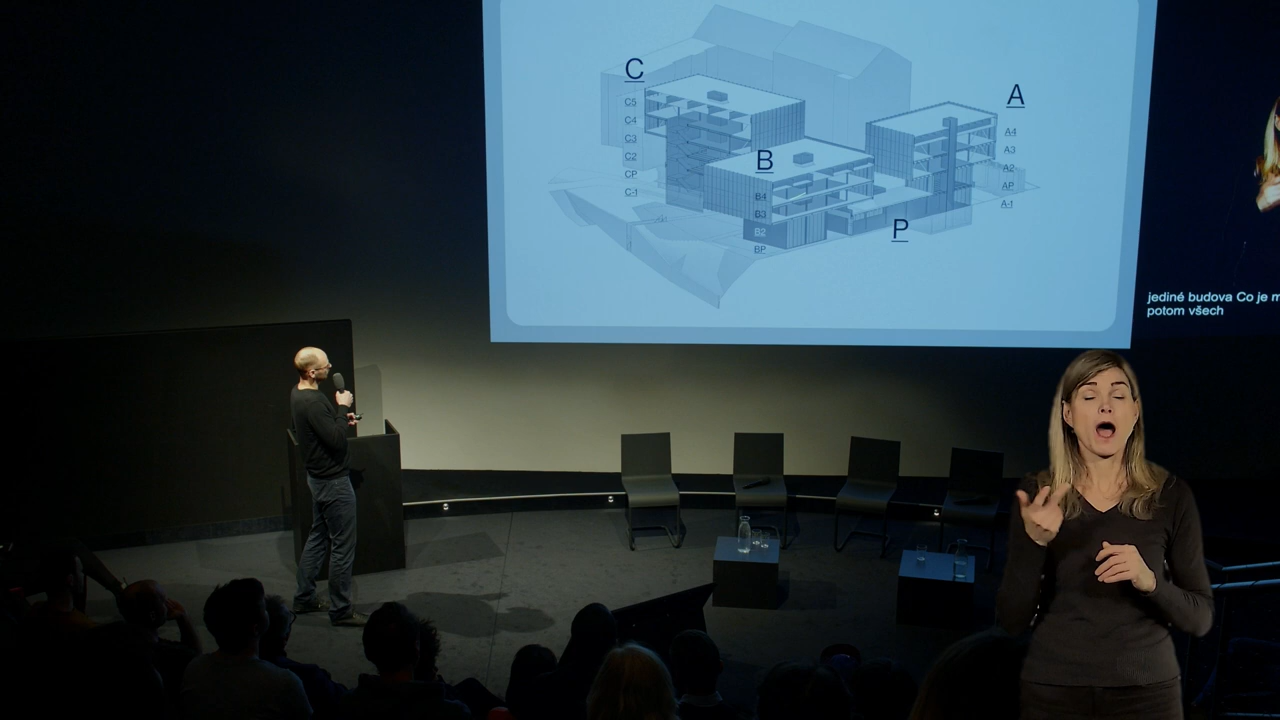 C
C5
C4
C3
C2
CP
C-1
B
B4
B3
B2
BP
A
A4
A3
A2
AP
A-1
P
jediné budova Co je
potom všech